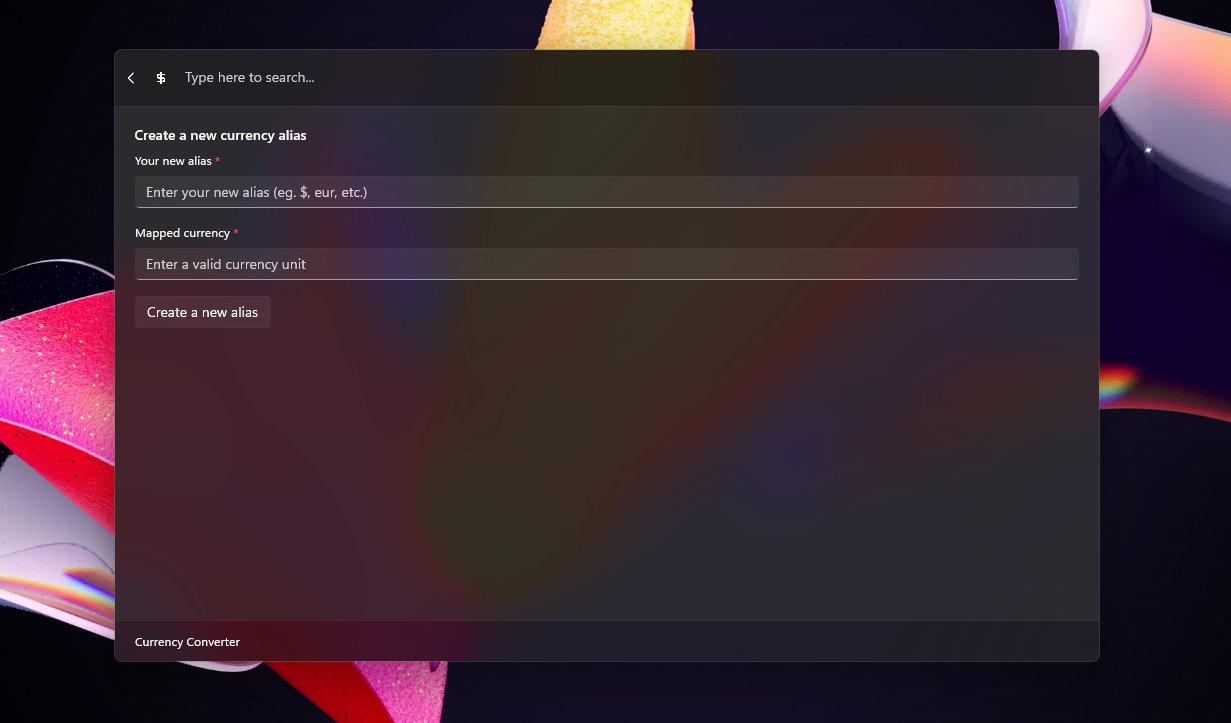 $ Type here to search...
Create a new currency alias
Your new alias *
Enter your new alias (eg. $, eur, etc.)
Mapped currency *
Enter a valid currency unit
Create a new alias
Currency Converter